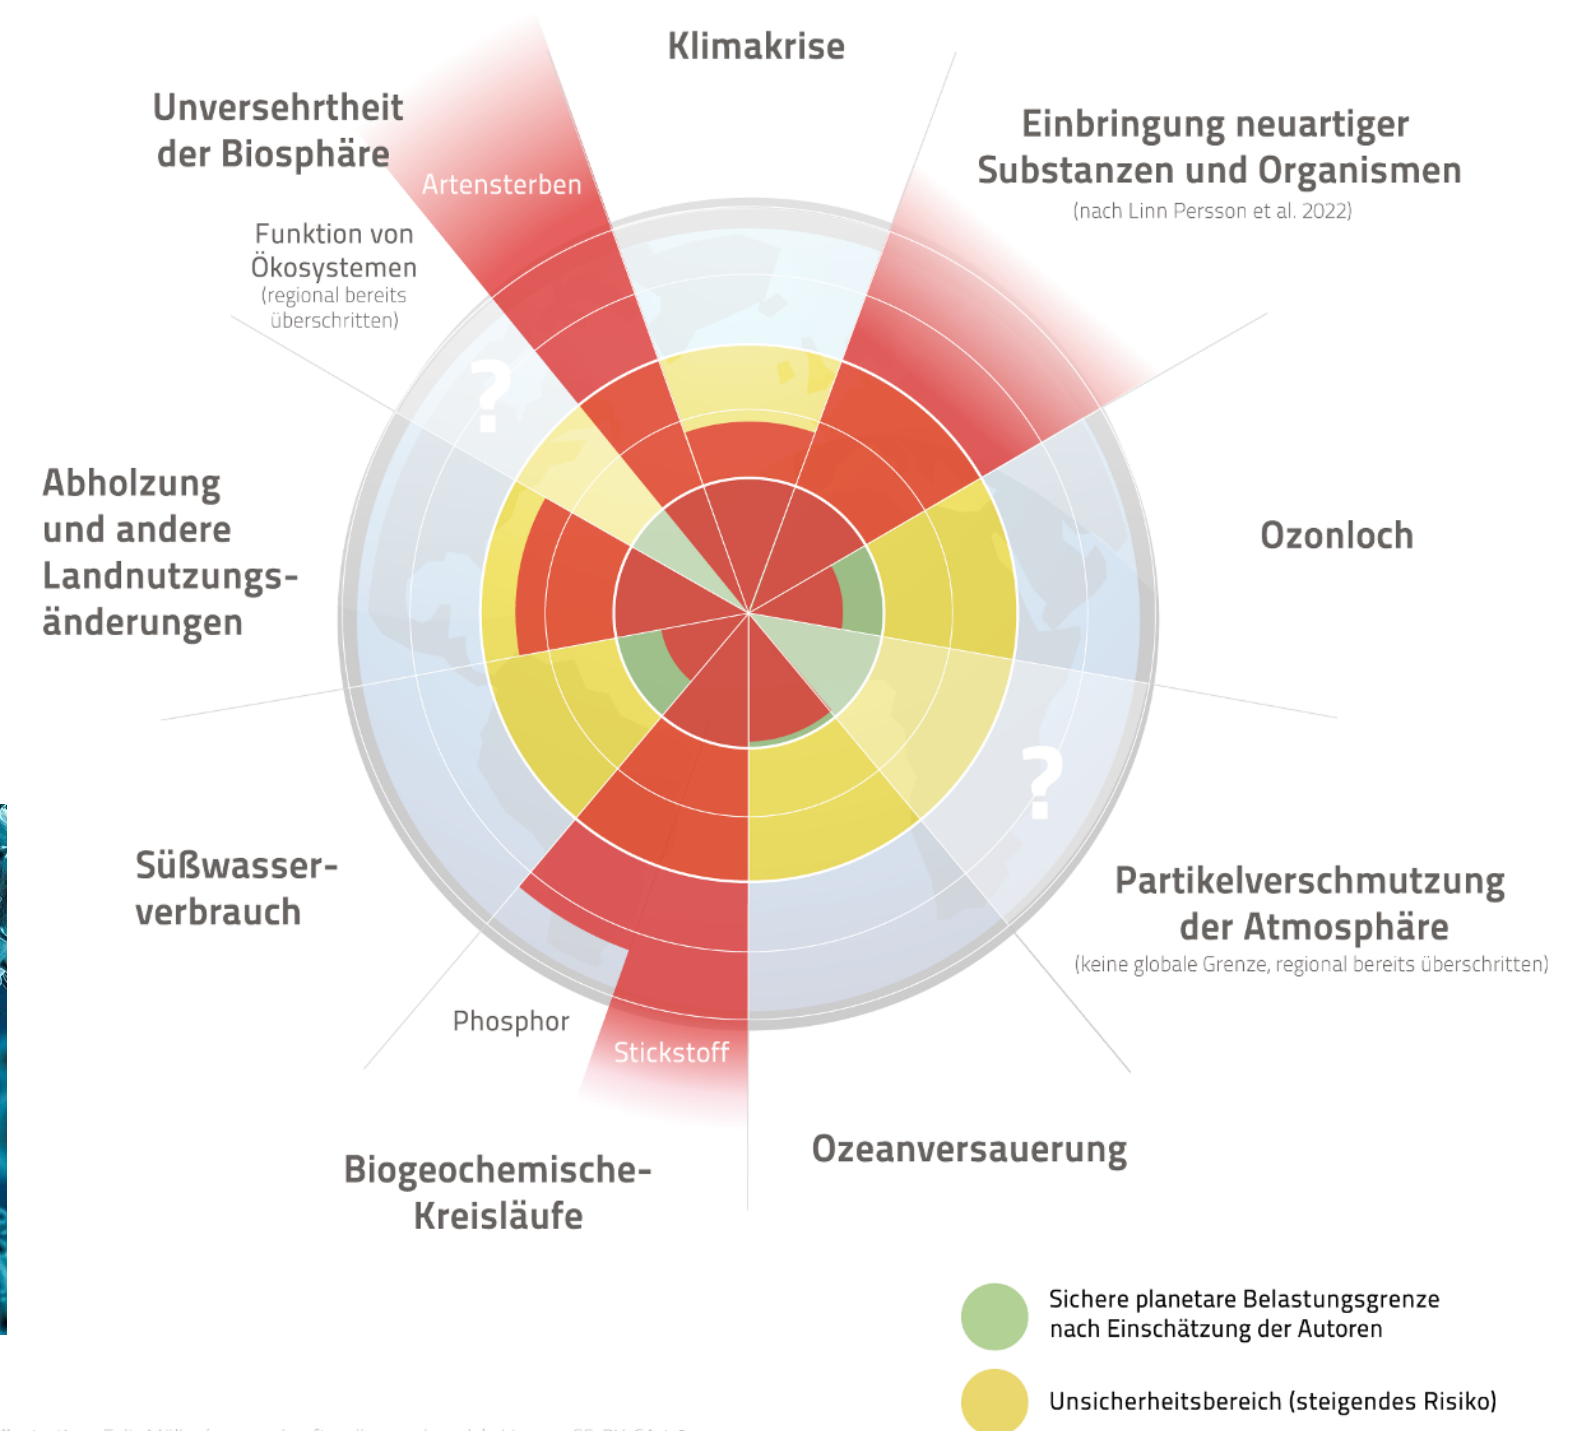 Klimakrise
Unversehrtheit
der Biosphäre
Artensterben
Funktion von
Ökosystemen
(regional bereits
überschritten)
?
Einbringung neuartiger
Substanzen und Organismen
(nach Linn Persson et al. 2022)
Abholzung
und andere
Landnutzungs-
änderungen
Ozonloch
?
Süßwasser-
verbrauch
Partikelverschmutzung
der Atmosphäre
(keine globale Grenze, regional bereits überschritten)
Phosphor
Stickstoff
Biogeochemische-
Kreisläufe
Ozeanversauerung
Sichere planetare Belastungsgrenze
nach Einschätzung der Autoren
Unsicherheitsbereich (steigendes Risiko)